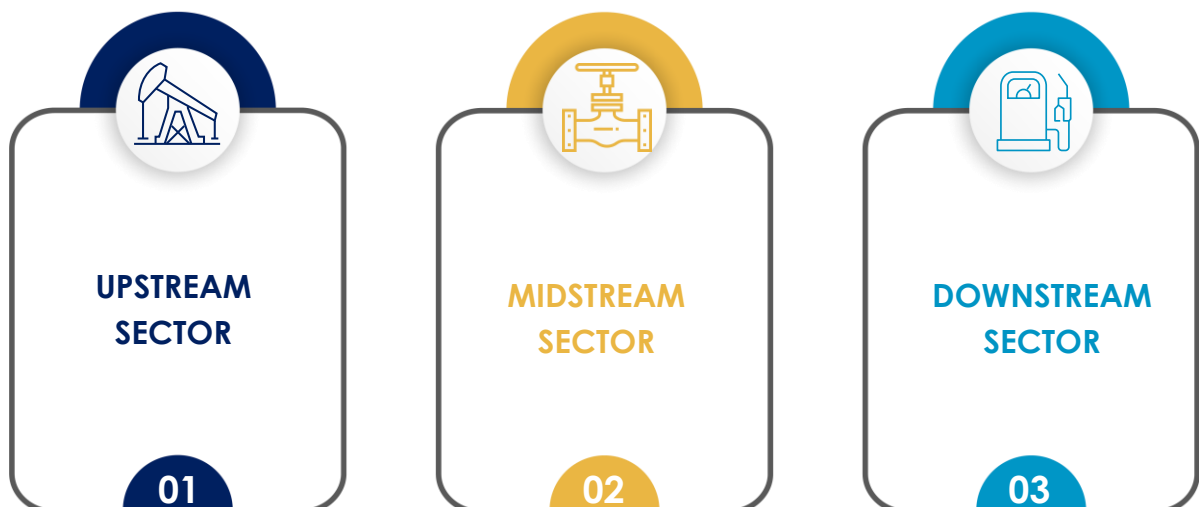 UPSTREAM
SECTOR
01
MIDSTREAM
SECTOR
02
DOWNSTREAM
SECTOR
03